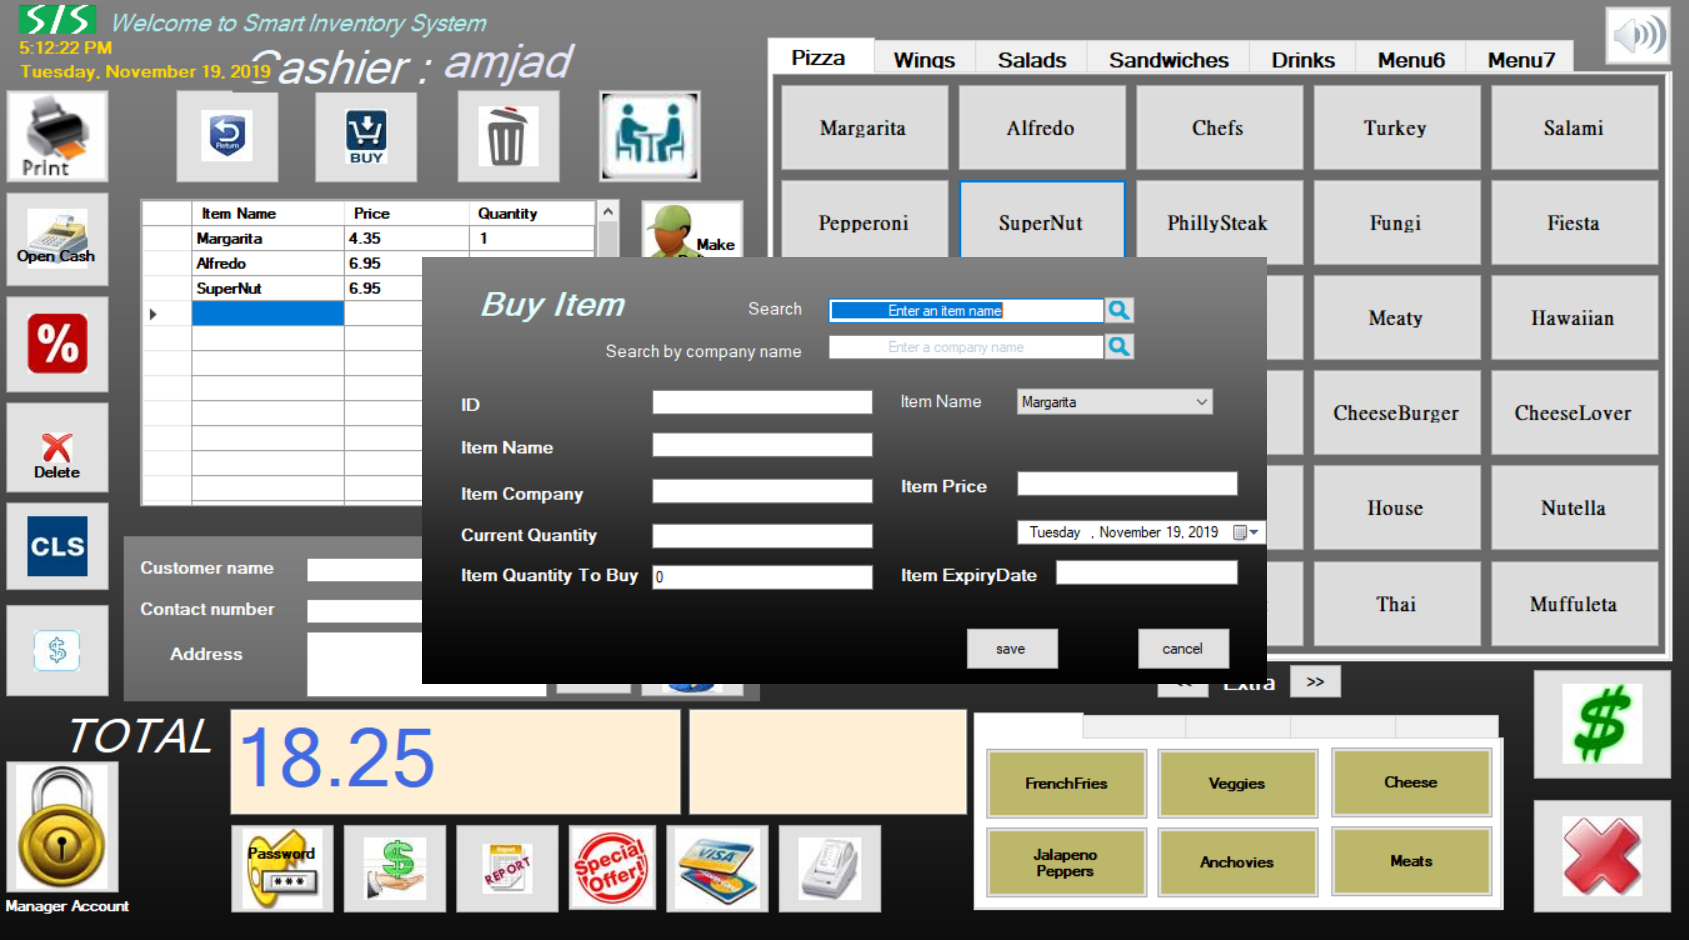 SIS Welcome to Smart Inventory System
5:12:22 PM
Tuesday, November 19, 2019
Cashier : amjad
Pizza Wings Salads Sandwiches Drinks Menu6 Menu7
Print
Return
BUY
Margarita Alfredo Chefs Turkey Salami
Pepperoni SuperNut PhillySteak Fungi Fiesta
Meaty Hawaiian
CheeseBurger CheeseLover
House Nutella
Thai Muffuleta
Open Cash
%
Delete
CLS
$
Item Name Price Quantity
Margarita 4.35 1
Alfredo 6.95
SuperNut 6.95
Make
Buy Item
Search Enter an item name
Search by company name Enter a company name
ID
Item Name Margarita
Item Name
Item Company
Item Price
Current Quantity
Tuesday , November 19, 2019
Item Quantity To Buy 0
Item ExpiryDate
save cancel
Customer name
Contact number
Address
<< Extra >>
TOTAL 18.25
FrenchFries Veggies Cheese
Jalapeno
Peppers
Anchovies Meats
$
Manager Account
Password
***
$
Report
REPORT
Special
Offer!
VISA